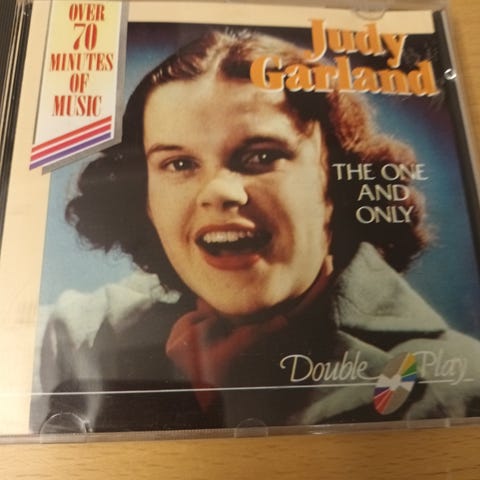 OVER
70
MINUTES
OF
MUSIC
Judy
Garland
THE ONE
AND
ONLY
Double Play